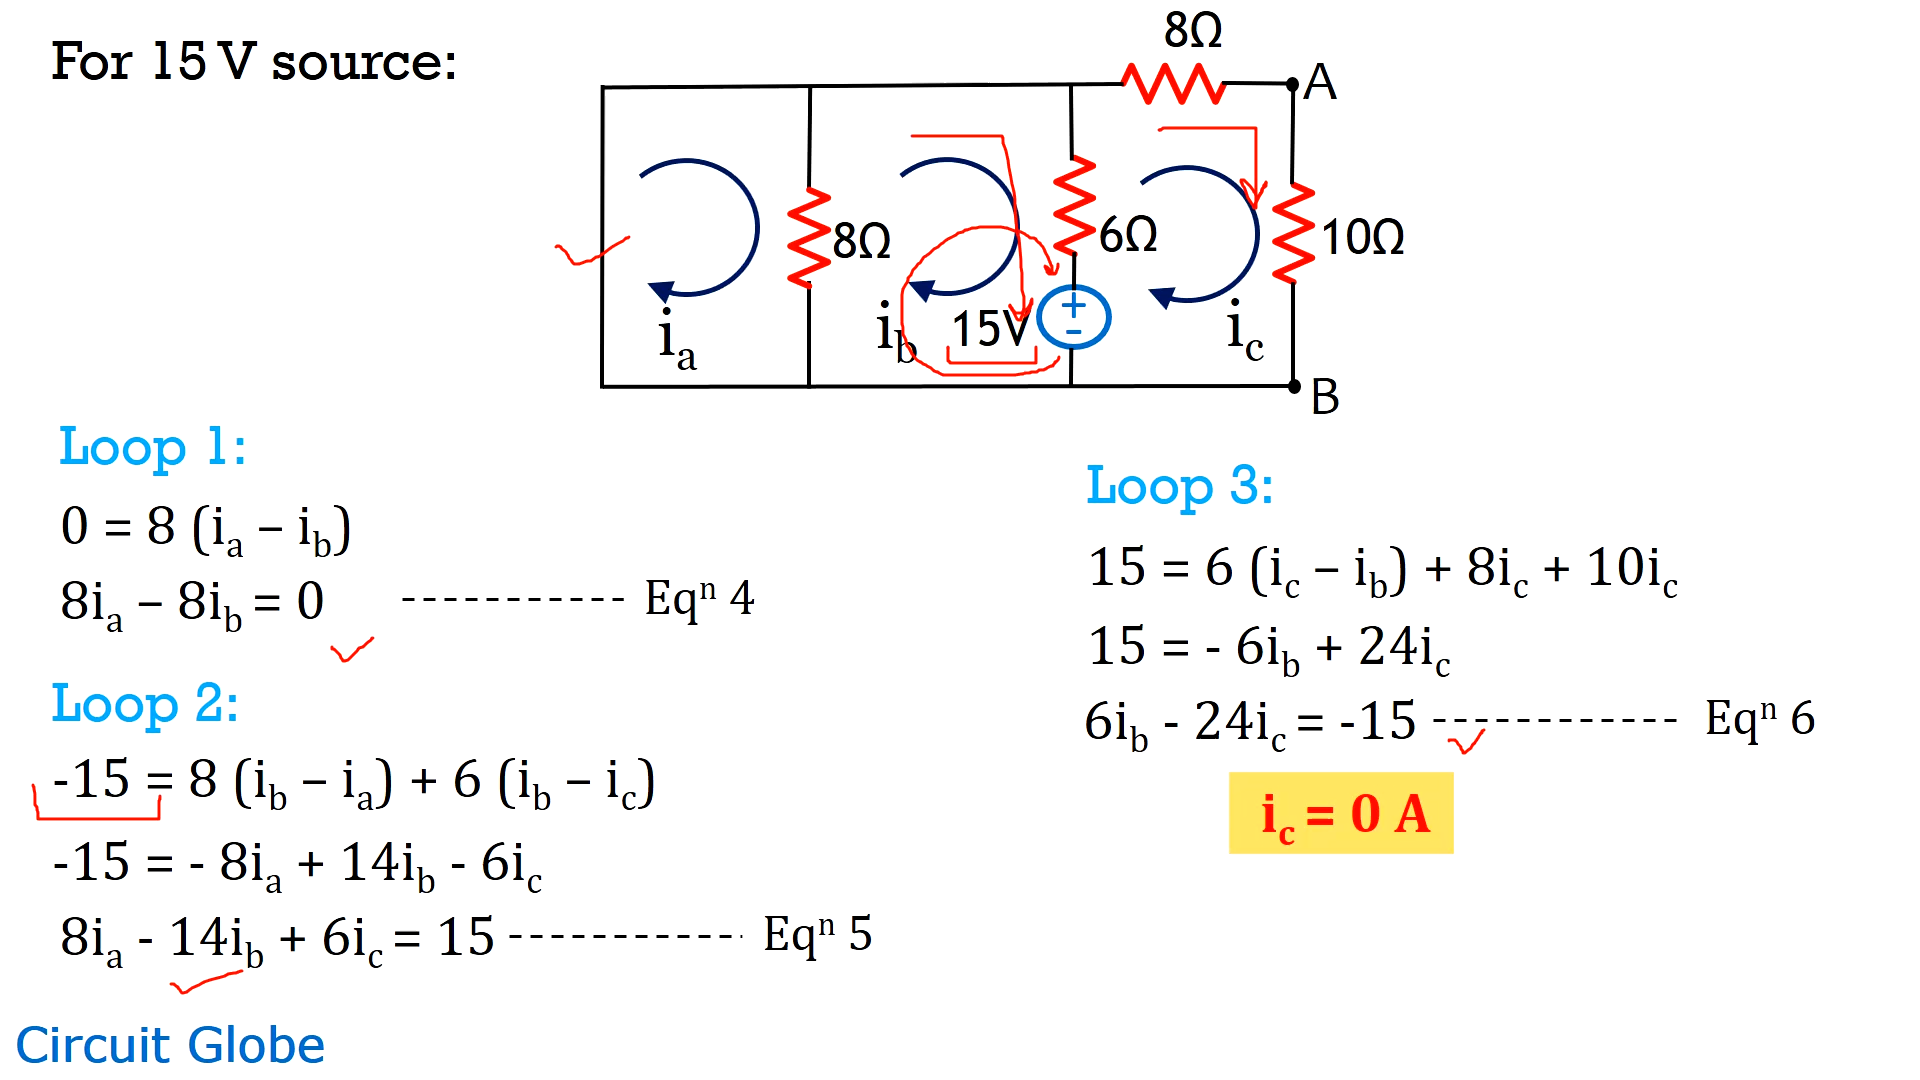 For 15 V source:
8Ω
A
8Ω
6Ω
10Ω
ia
ib
15V
+
-
ic
B
Loop 1:
0 = 8 (ia – ib)
8ia – 8ib = 0 ----------- Eqⁿ 4
Loop 2:
-15 = 8 (ib – ia) + 6 (ib – ic)
-15 = - 8ia + 14ib - 6ic
8ia - 14ib + 6ic = 15 ------------ Eqⁿ 5
Loop 3:
15 = 6 (ic – ib) + 8ic + 10ic
15 = - 6ib + 24ic
6ib - 24ic = -15 ------------ Eqⁿ 6
ic = 0 A
Circuit Globe